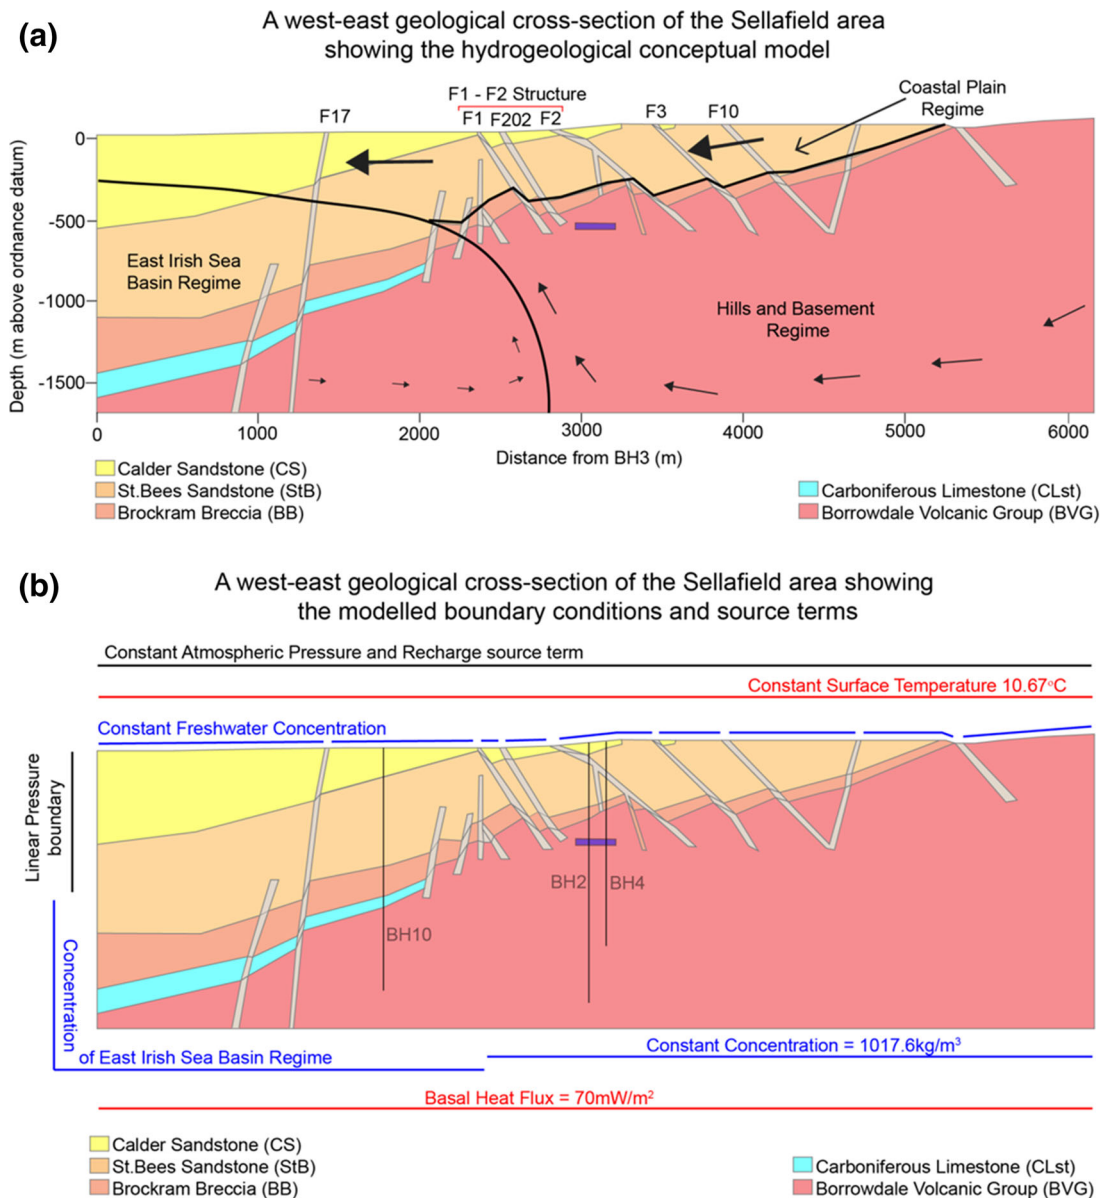 (a)
A west-east geological cross-section of the Sellafield area
showing the hydrogeological conceptual model
Coastal Plain
Regime
F1 - F2 Structure
F17
F1 F202 F2
F3
F10
0
-500
-1000
-1500
Depth (m above ordnance datum)
East Irish Sea
Basin Regime
Hills and Basement
Regime
0
1000
2000
3000
4000
5000
6000
Distance from BH3 (m)
Calder Sandstone (CS)
St.Bees Sandstone (StB)
Brockram Breccia (BB)
Carboniferous Limestone (CLst)
Borrowdale Volcanic Group (BVG)
(b)
A west-east geological cross-section of the Sellafield area showing
the modelled boundary conditions and source terms
Constant Atmospheric Pressure and Recharge source term
Constant Surface Temperature 10.67°C
Constant Freshwater Concentration
Linear Pressure
boundary
BH10
BH2
BH4
Concentration
of East Irish Sea Basin Regime
Constant Concentration = 1017.6kg/m³
Basal Heat Flux = 70mW/m²
Calder Sandstone (CS)
St.Bees Sandstone (StB)
Brockram Breccia (BB)
Carboniferous Limestone (CLst)
Borrowdale Volcanic Group (BVG)